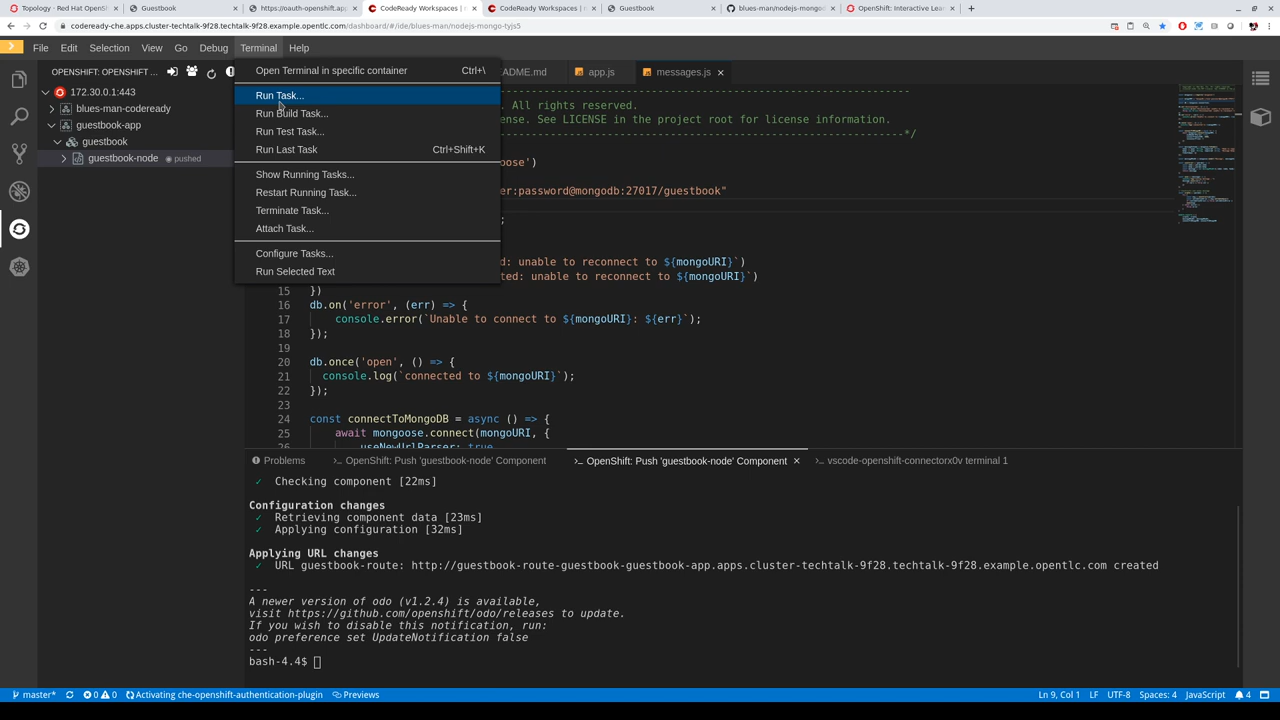 Topology - Red Hat OpenSh
Guestbook
https://oauth-openshift.app
CodeReady Workspaces | n
CodeReady Workspaces | n
Guestbook
blues-man/nodejs-mongod
OpenShift: Interactive Lear
codeready-che.apps.cluster-techtalk-9f28.techtalk-9f28.example.opentlc.com/dashboard/#/ide/blues-man/nodejs-mongo-tyjs5
File Edit Selection View Go Debug Terminal Help
OPENSHIFT: OPENSHIFT ...
172.30.0.1:443
blues-man-codeready
guestbook-app
guestbook
guestbook-node pushed
Open Terminal in specific container Ctrl+\
Run Task...
Run Build Task...
Run Test Task...
Run Last Task Ctrl+Shift+K
Show Running Tasks...
Restart Running Task...
Terminate Task...
Attach Task...
Configure Tasks...
Run Selected Text
ME.md
app.js
messages.js ×
----------------------------------------
. All rights reserved.
ense. See LICENSE in the project root for license information.
---------------------------------------*/
ose')
er:password@mongodb:27017/guestbook"
;
d: unable to reconnect to ${mongoURI}`)
ted: unable to reconnect to ${mongoURI}`)
15 })
16 db.on('error', (err) => {
17 console.error(`Unable to connect to ${mongoURI}: ${err}`);
18 });
19
20 db.once('open', () => {
21 console.log(`connected to ${mongoURI}`);
22 });
23
24 const connectToMongoDB = async () => {
25 await mongoose.connect(mongoURI, {
26 useNewUrlParser: true
Problems
>_ OpenShift: Push 'guestbook-node' Component
>_ OpenShift: Push 'guestbook-node' Component ×
>_ vscode-openshift-connectorx0v terminal 1
✓ Checking component [22ms]
Configuration changes
✓ Retrieving component data [23ms]
✓ Applying configuration [32ms]
Applying URL changes
✓ URL guestbook-route: http://guestbook-route-guestbook-guestbook-app.apps.cluster-techtalk-9f28.techtalk-9f28.example.opentlc.com created
---
A newer version of odo (v1.2.4) is available,
visit https://github.com/openshift/odo/releases to update.
If you wish to disable this notification, run:
odo preference set UpdateNotification false
---
bash-4.4$
master* 0 0 Activating che-openshift-authentication-plugin Previews
Ln 9, Col 1 LF UTF-8 Spaces: 4 JavaScript 4